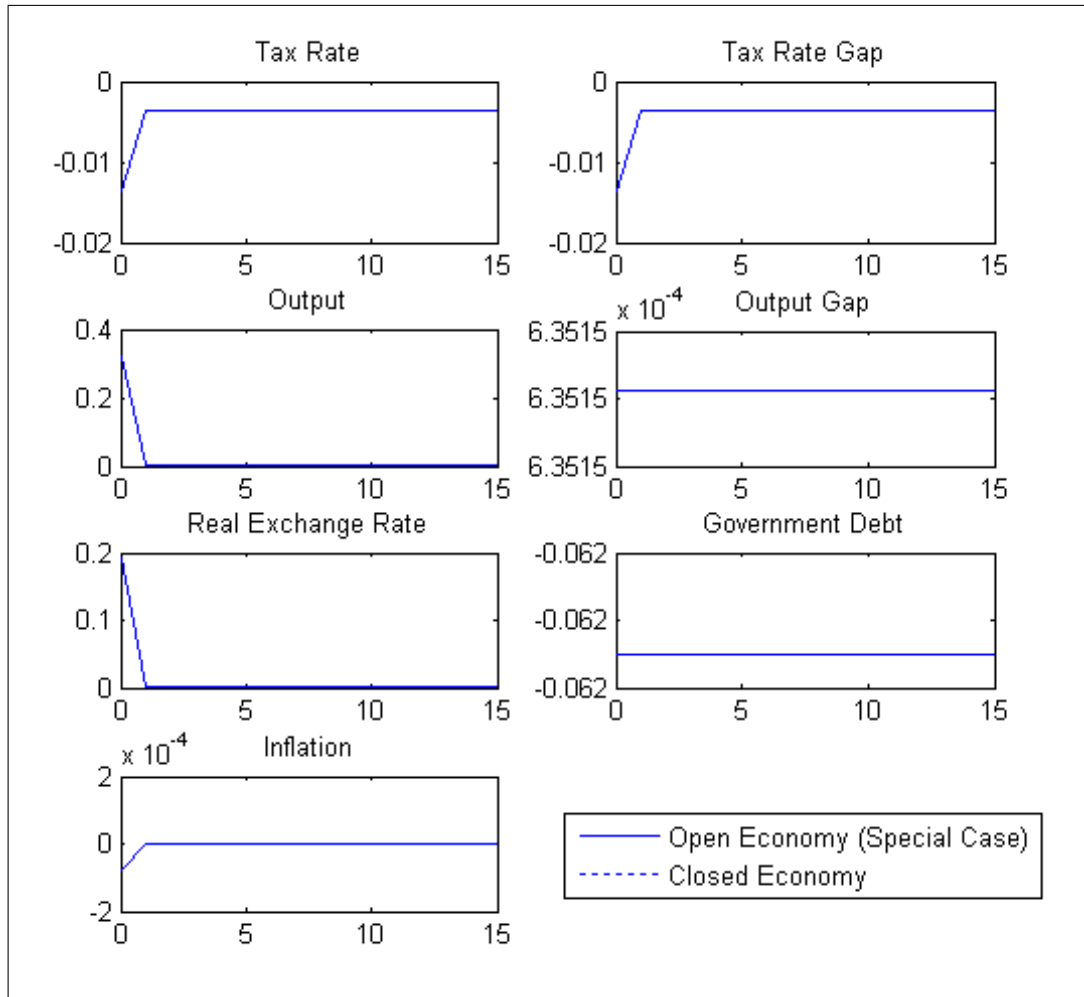 Tax Rate
0
-0.01
-0.02
0 5 10 15
Tax Rate Gap
0
-0.01
-0.02
0 5 10 15
Output
0.4
0.2
0
0 5 10 15
Output Gap
x 10-4
6.3515
6.3515
6.3515
0 5 10 15
Real Exchange Rate
0.2
0.1
0
0 5 10 15
Government Debt
-0.062
-0.062
-0.062
0 5 10 15
Inflation
x 10-4
2
0
-2
0 5 10 15
Open Economy (Special Case)
Closed Economy